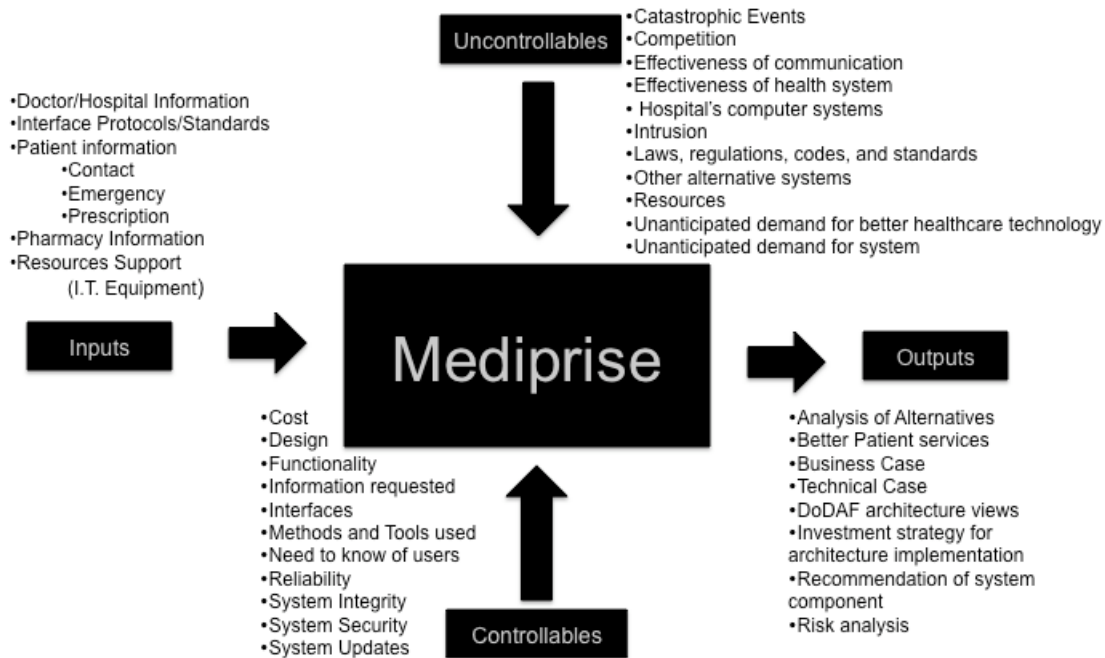 Uncontrollables
•Catastrophic Events
•Competition
•Effectiveness of communication
•Effectiveness of health system
• Hospital's computer systems
•Intrusion
•Laws, regulations, codes, and standards
•Other alternative systems
•Resources
•Unanticipated demand for better healthcare technology
•Unanticipated demand for system
•Doctor/Hospital Information
•Interface Protocols/Standards
•Patient information
•Contact
•Emergency
•Prescription
•Pharmacy Information
•Resources Support
(I.T. Equipment)
Inputs
Mediprise
Outputs
•Cost
•Design
•Functionality
•Information requested
•Interfaces
•Methods and Tools used
•Need to know of users
•Reliability
•System Integrity
•System Security
•System Updates
Controllables
•Analysis of Alternatives
•Better Patient services
•Business Case
•Technical Case
•DoDAF architecture views
•Investment strategy for
architecture implementation
•Recommendation of system
component
•Risk analysis